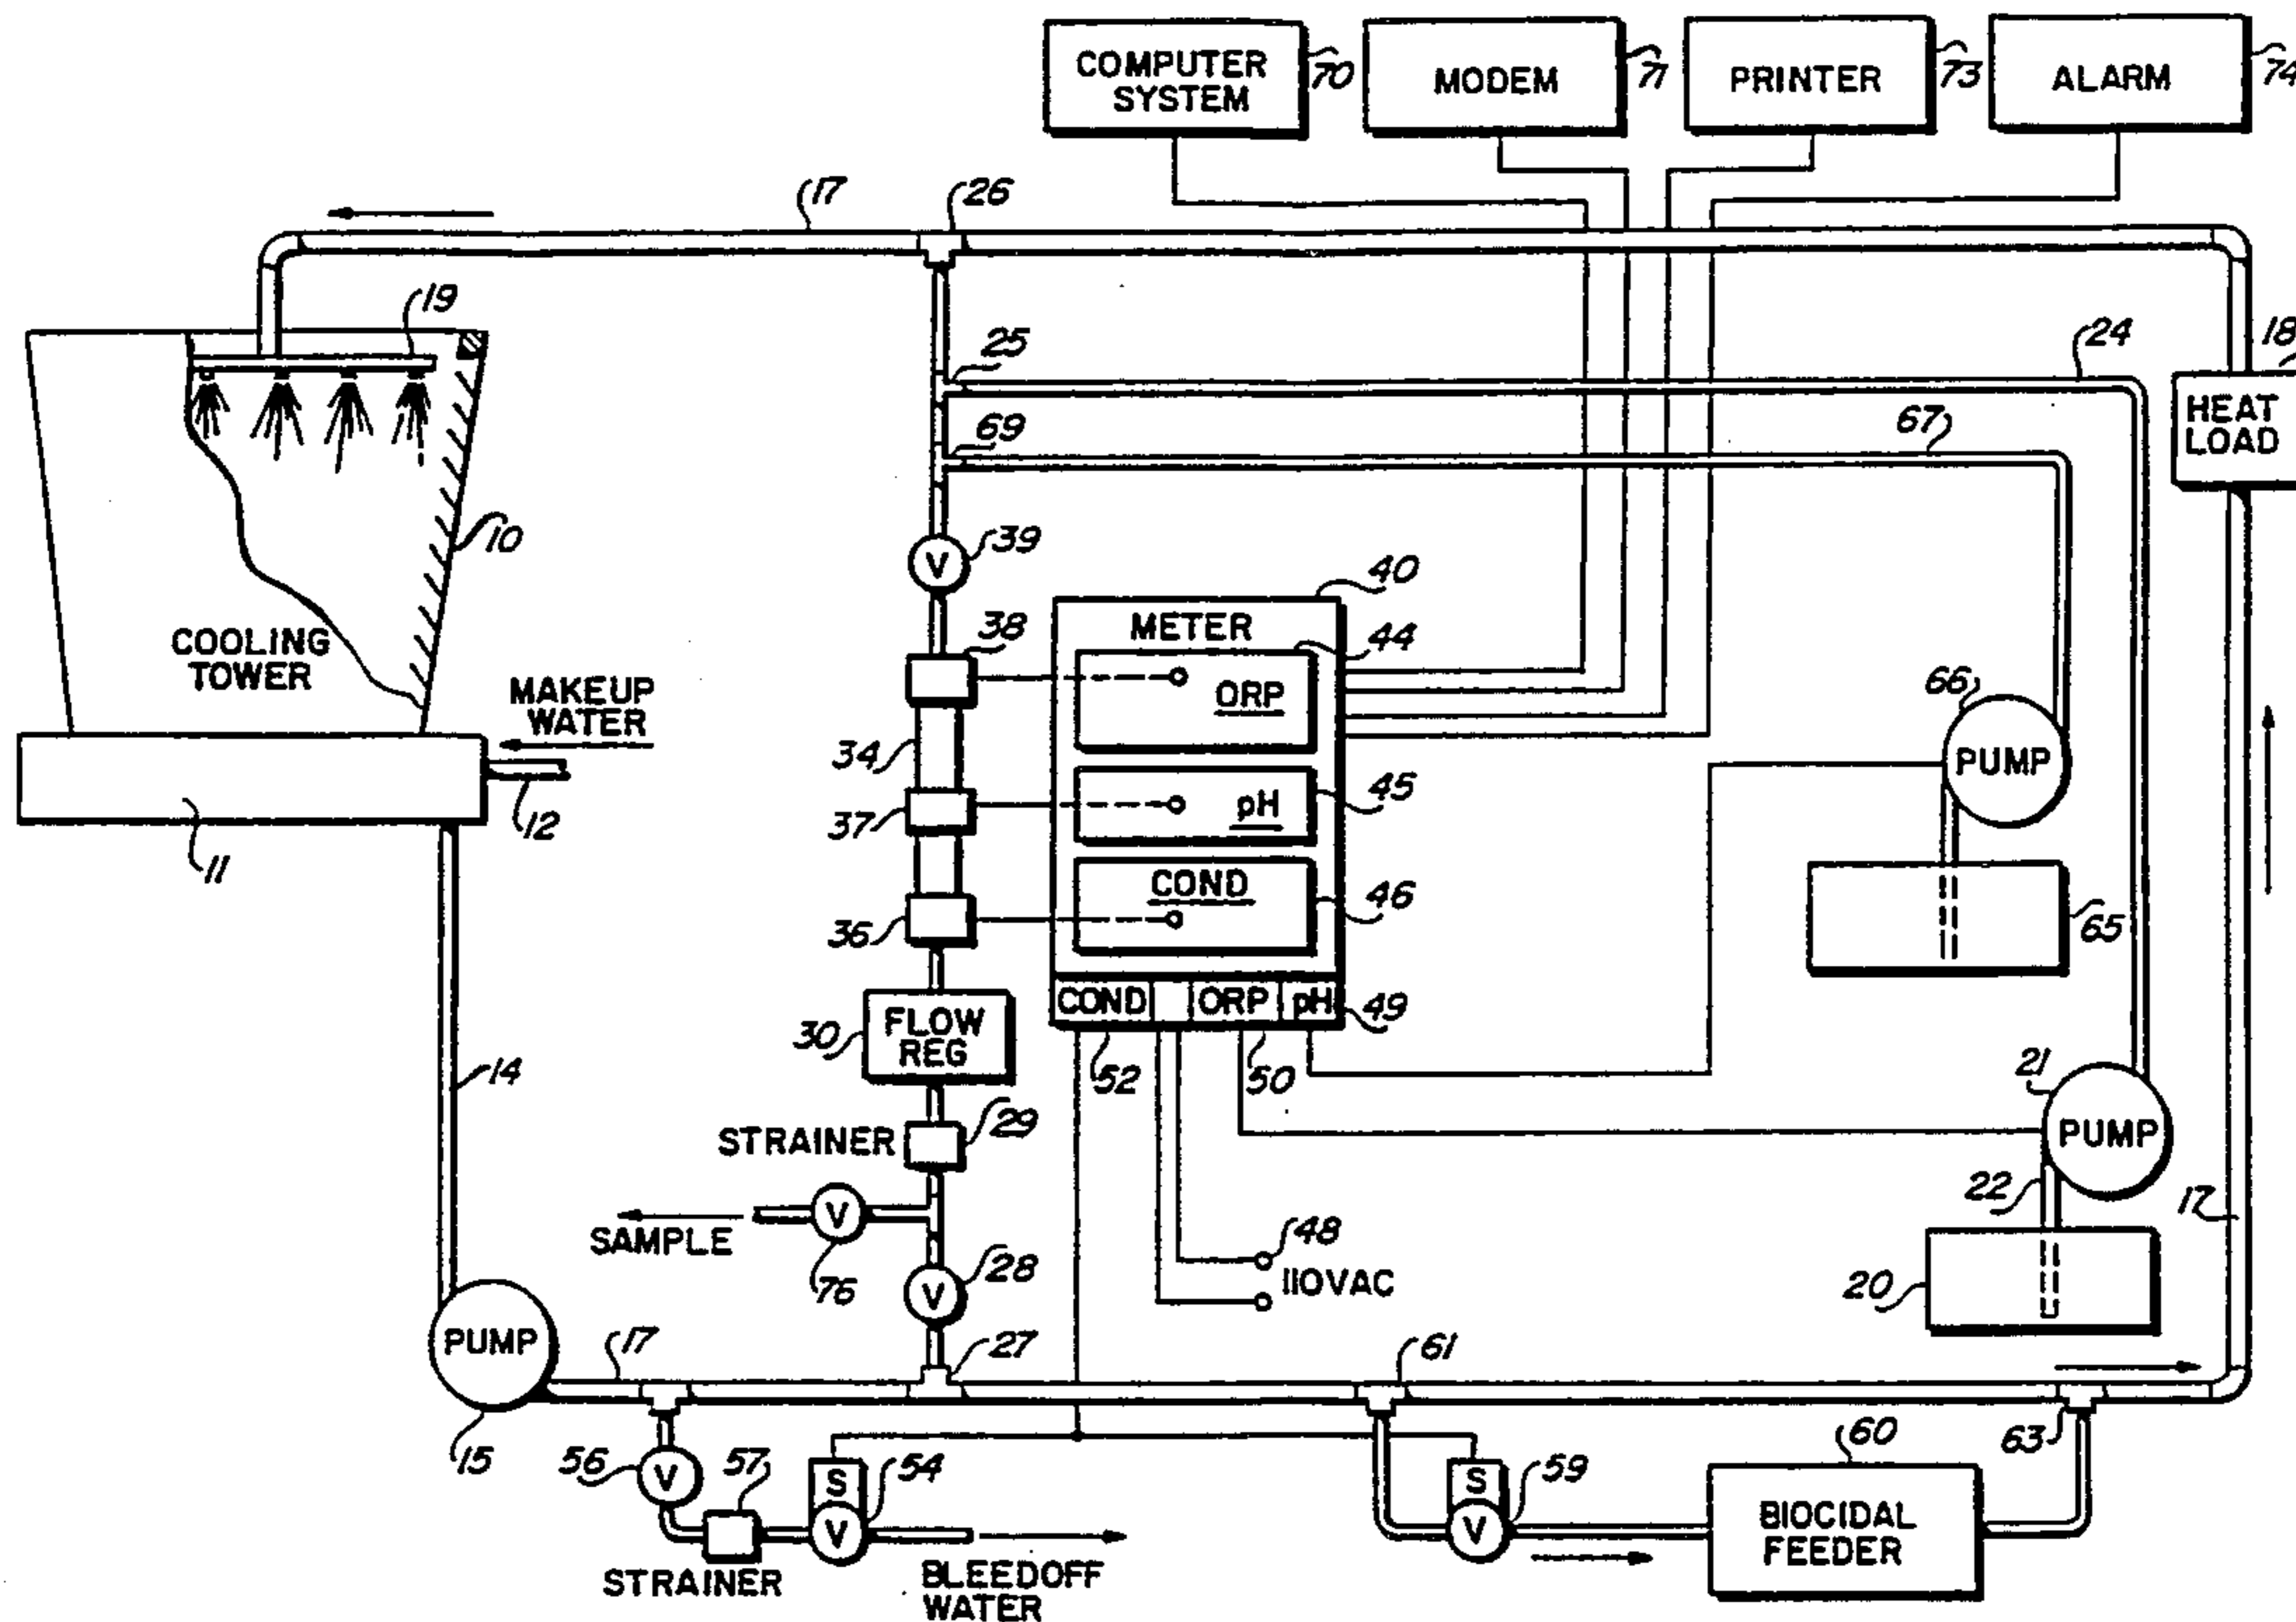 COMPUTER
SYSTEM
70
MODEM
71
PRINTER
73
ALARM
74
17
26
19
25
24
18
HEAT
LOAD
69
67
10
39
V
40
COOLING
TOWER
MAKEUP
WATER
38
METER
44
ORP
66
PUMP
34
12
11
37
pH
45
36
COND
46
65
COND
ORP
pH
49
30
FLOW
REG
52
50
14
21
PUMP
STRAINER
29
22
17
SAMPLE
V
76
28
V
48
110VAC
20
PUMP
15
17
27
61
63
56
V
57
S
V
54
S
V
59
60
BIOCIDAL
FEEDER
STRAINER
BLEEDOFF
WATER